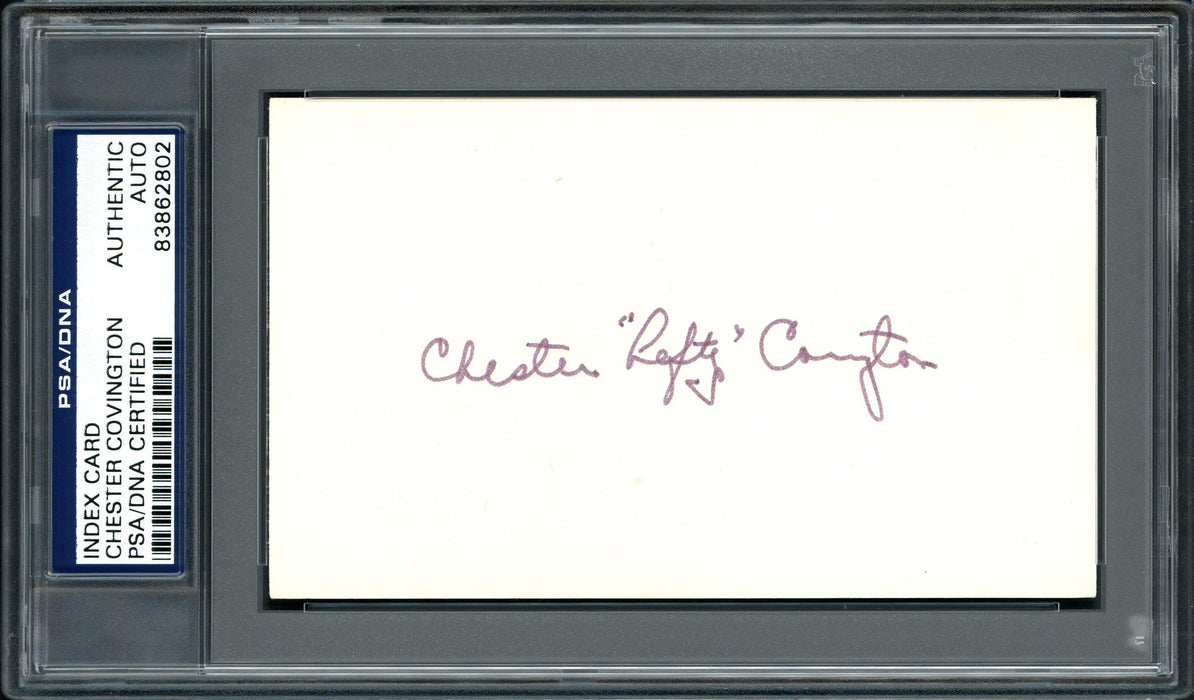 PSA/DNA
INDEX CARD
CHESTER COVINGTON AUTHENTIC
PSA/DNA CERTIFIED AUTO
83862802
Chester "Lefty" Covington